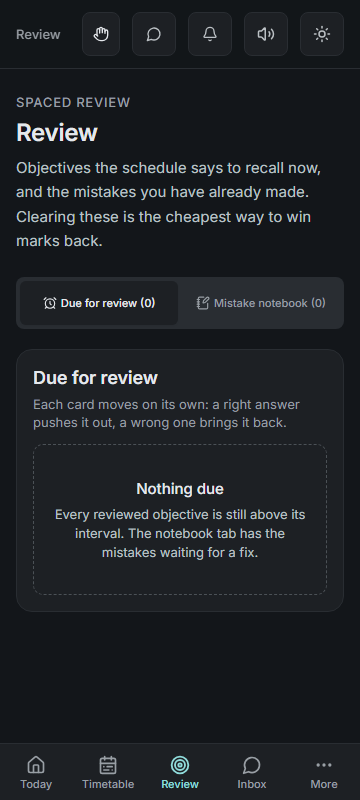 Review
SPACED REVIEW
Review
Objectives the schedule says to recall now,
and the mistakes you have already made.
Clearing these is the cheapest way to win
marks back.
Due for review (0)
Mistake notebook (0)
Due for review
Each card moves on its own: a right answer
pushes it out, a wrong one brings it back.
Nothing due
Every reviewed objective is still above its
interval. The notebook tab has the
mistakes waiting for a fix.
Today
Timetable
Review
Inbox
More